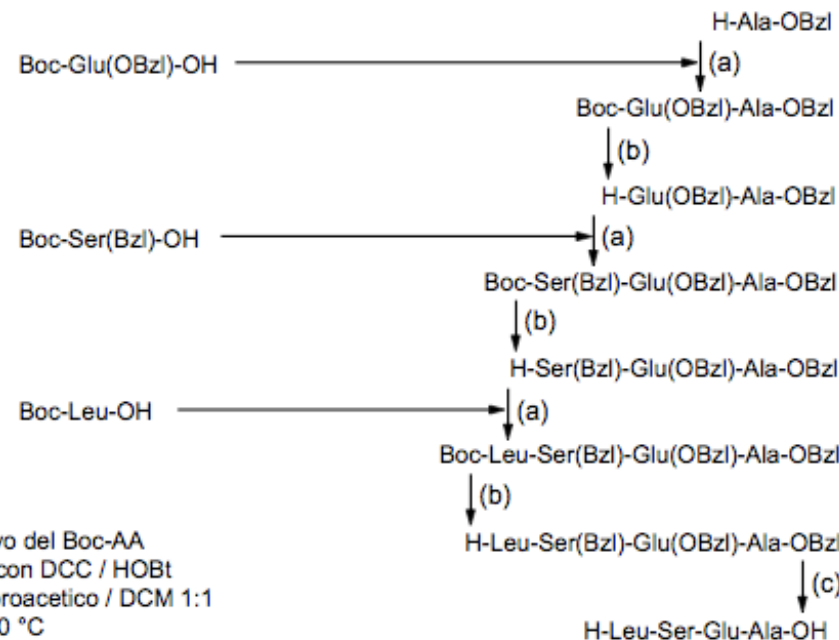 H-Ala-OBzl
Boc-Glu(OBzl)-OH
(a)
Boc-Glu(OBzl)-Ala-OBzl
(b)
H-Glu(OBzl)-Ala-OBzl
Boc-Ser(Bzl)-OH
(a)
Boc-Ser(Bzl)-Glu(OBzl)-Ala-OBzl
(b)
H-Ser(Bzl)-Glu(OBzl)-Ala-OBzl
Boc-Leu-OH
(a)
Boc-Leu-Ser(Bzl)-Glu(OBzl)-Ala-OBzl
(b)
del Boc-AA
H-Leu-Ser(Bzl)-Glu(OBzl)-Ala-OBzl
con DCC / HOBt
(c)
/ DCM 1:1
°C
H-Leu-Ser-Glu-Ala-OH